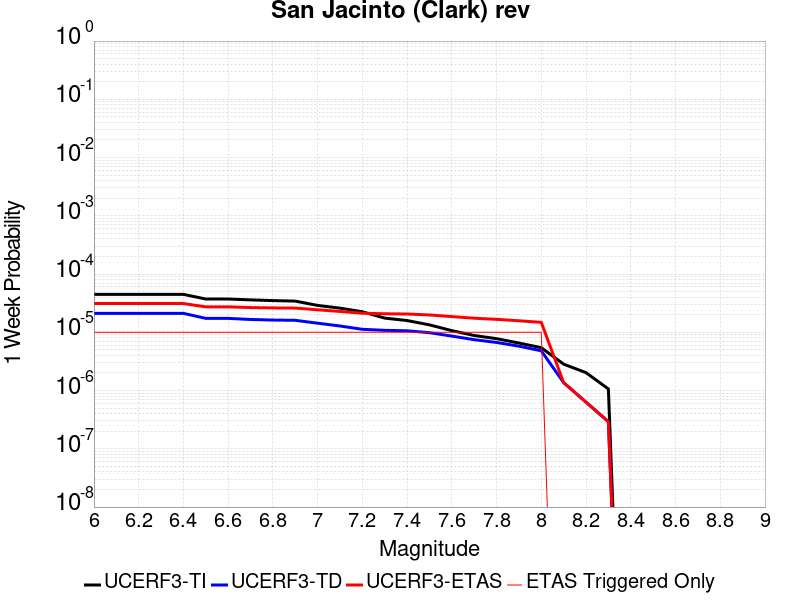 San Jacinto (Clark) rev
10 0
10 -1
10 -2
10 -3
10 -4
10 -5
10 -6
10 -7
10 -8
1 Week Probability
6 6.2 6.4 6.6 6.8 7 7.2 7.4 7.6 7.8 8 8.2 8.4 8.6 8.8 9
Magnitude
UCERF3-TI UCERF3-TD UCERF3-ETAS ETAS Triggered Only